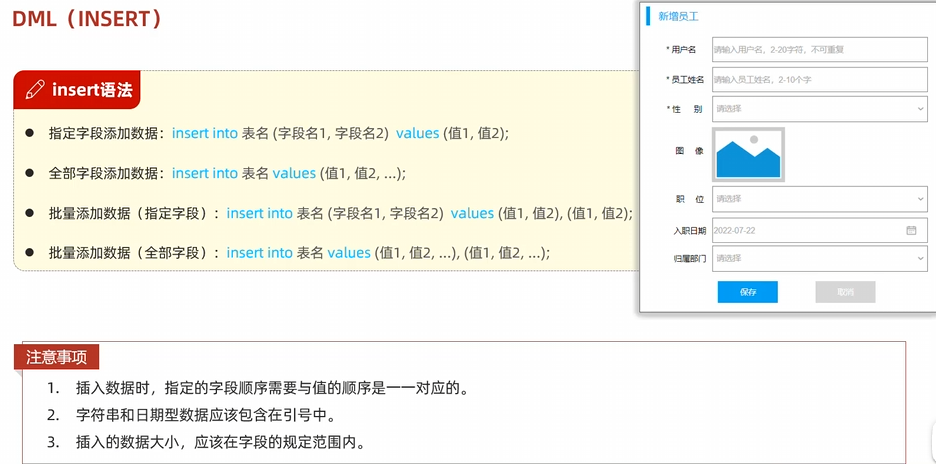 DML（INSERT）
insert语法
● 指定字段添加数据：insert into 表名 (字段名1, 字段名2) values (值1, 值2);
● 全部字段添加数据：insert into 表名 values (值1, 值2, ...);
● 批量添加数据（指定字段）：insert into 表名 (字段名1, 字段名2) values (值1, 值2), (值1, 值2);
● 批量添加数据（全部字段）：insert into 表名 values (值1, 值2, ...), (值1, 值2, ...);
新增员工
* 用户名 请输入用户名，2-20字符，不可重复
* 员工姓名 请输入员工姓名，2-10个字
* 性 别 请选择
图 像
职 位 请选择
入职日期 2022-07-22
归属部门 请选择
保存 取消
注意事项
1. 插入数据时，指定的字段顺序需要与值的顺序是一一对应的。
2. 字符串和日期型数据应该包含在引号中。
3. 插入的数据大小，应该在字段的规定范围内。